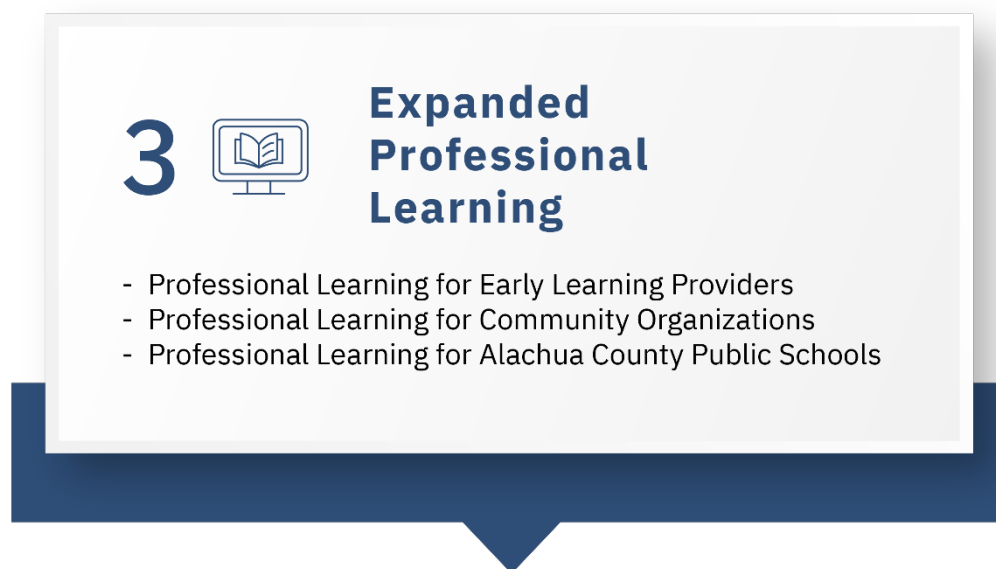 3
Expanded
Professional
Learning
- Professional Learning for Early Learning Providers
- Professional Learning for Community Organizations
- Professional Learning for Alachua County Public Schools